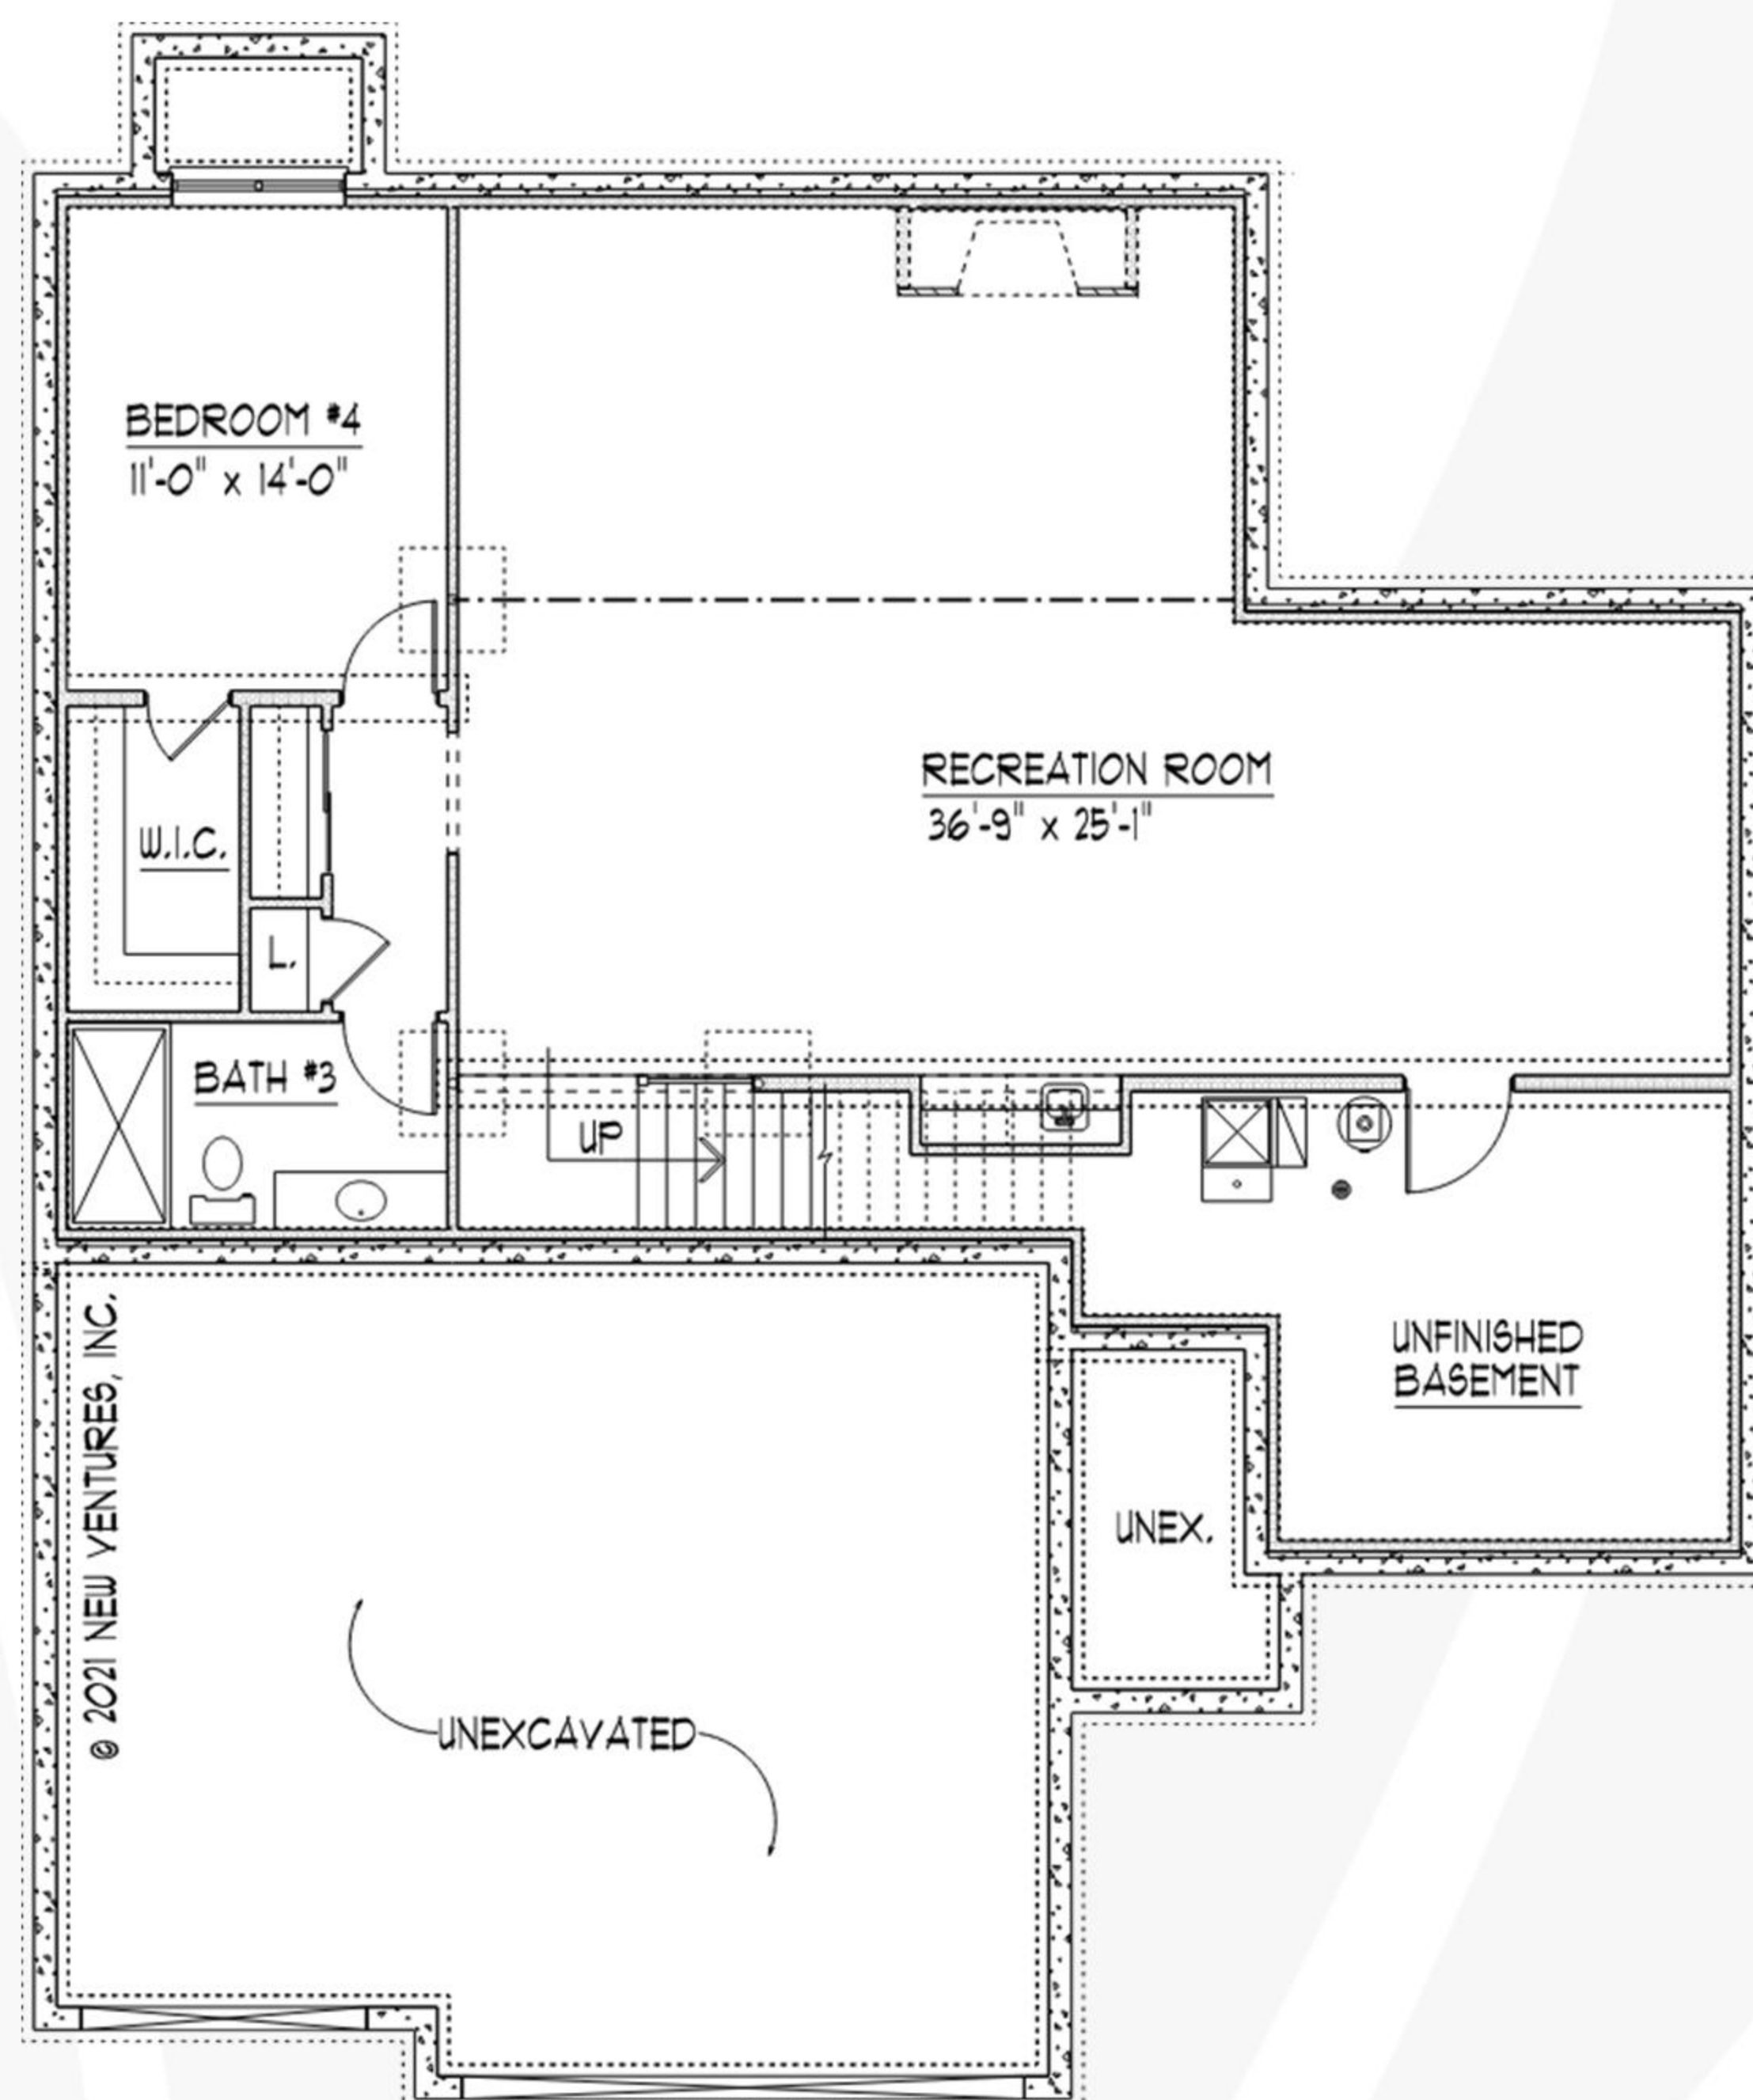 BEDROOM #4
11'-0" x 14'-0"
RECREATION ROOM
36'-9" x 25'-1"
W.I.C.
L.
BATH #3
UP
UNFINISHED
BASEMENT
© 2021 NEW VENTURES, INC.
UNEX.
UNEXCAVATED